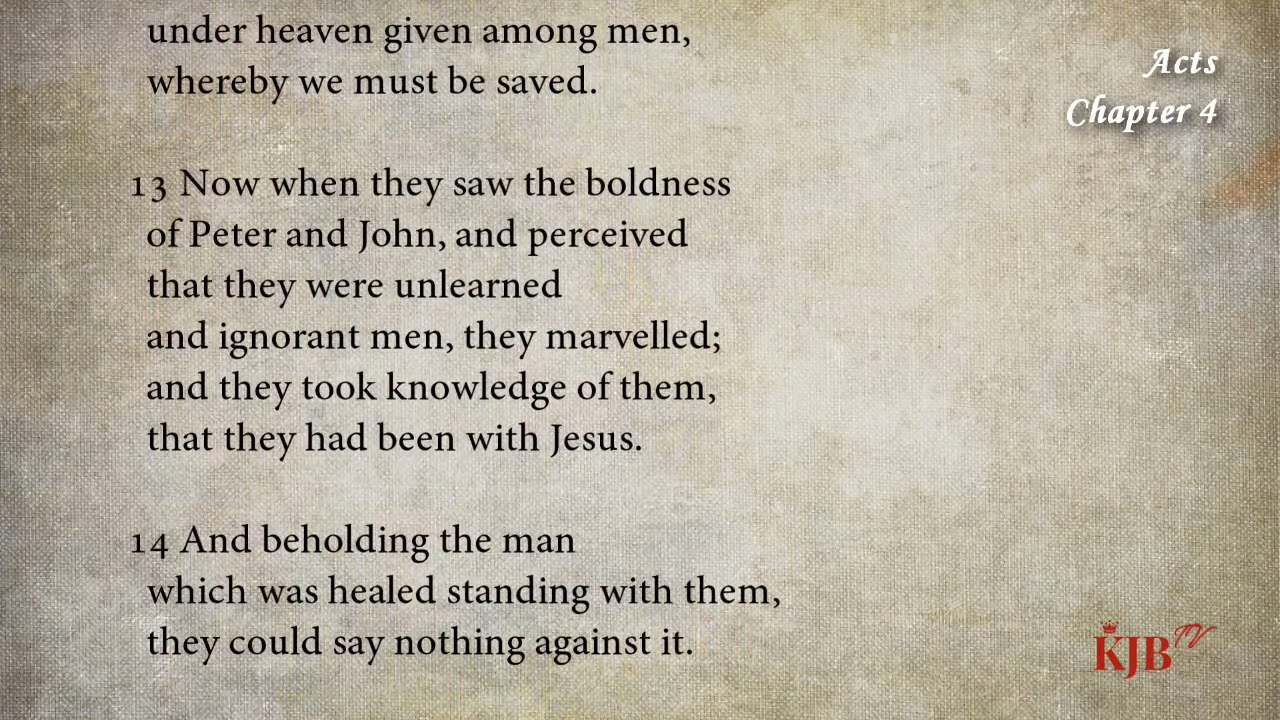 under heaven given among men,
whereby we must be saved.
Acts
Chapter 4
13 Now when they saw the boldness
of Peter and John, and perceived
that they were unlearned
and ignorant men, they marvelled;
and they took knowledge of them,
that they had been with Jesus.
14 And beholding the man
which was healed standing with them,
they could say nothing against it.
KJB TV